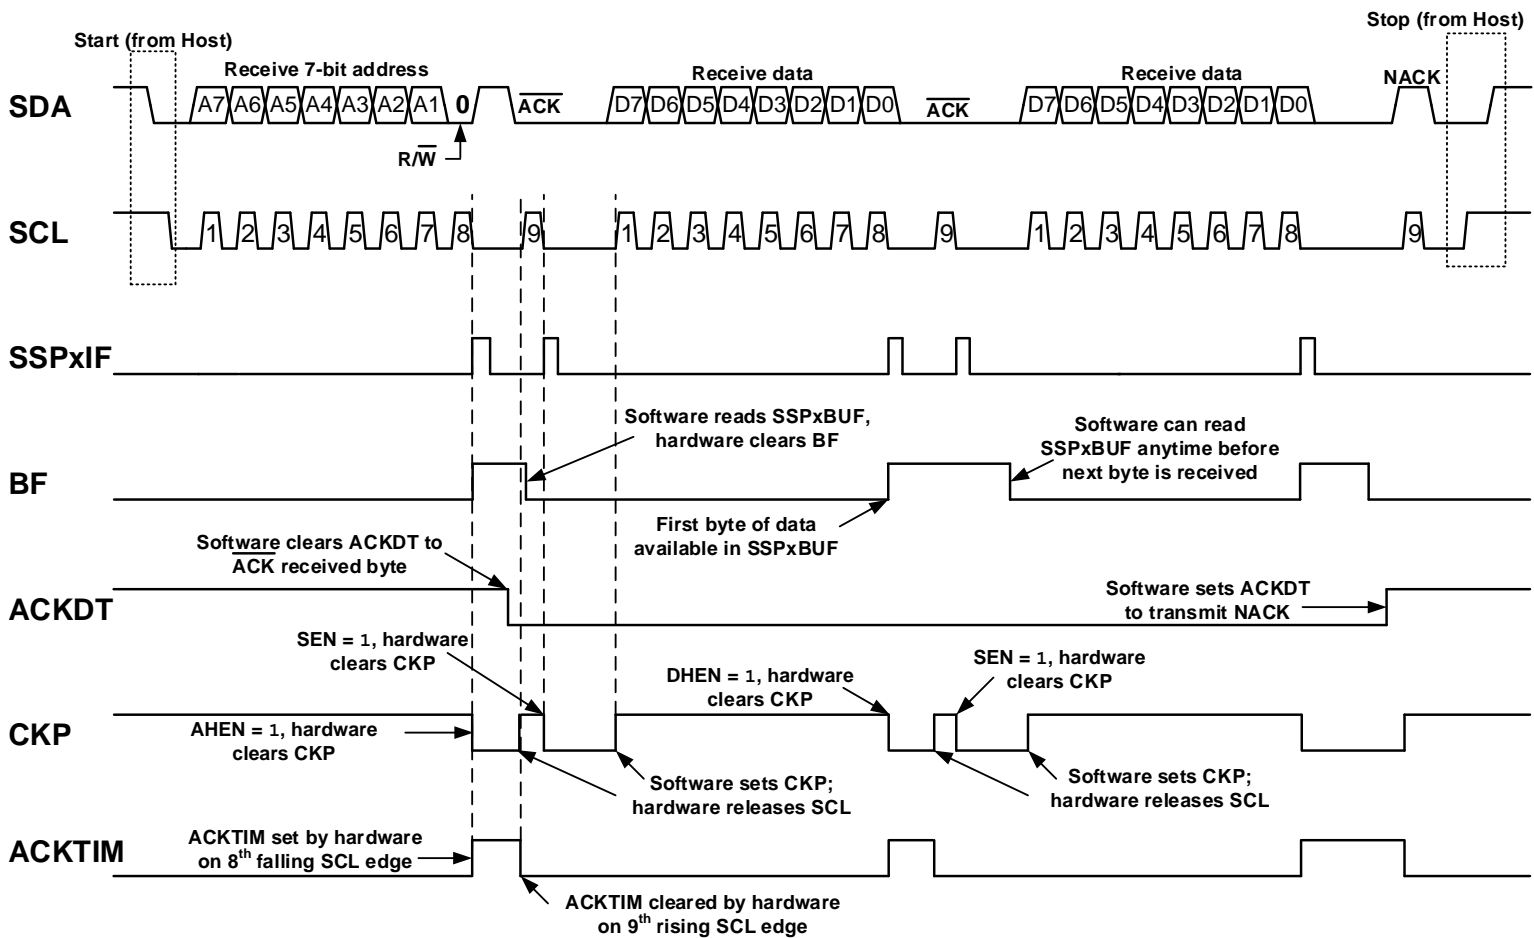 Start (from Host)
Stop (from Host)
Receive 7-bit address
Receive data
Receive data
NACK
SDA
A7 A6 A5 A4 A3 A2 A1 0
ACK
D7 D6 D5 D4 D3 D2 D1 D0
ACK
D7 D6 D5 D4 D3 D2 D1 D0
R/W
SCL
1 2 3 4 5 6 7 8 9
1 2 3 4 5 6 7 8 9
1 2 3 4 5 6 7 8 9
SSPxIF
Software reads SSPxBUF,
hardware clears BF
Software can read
SSPxBUF anytime before
next byte is received
BF
First byte of data
available in SSPxBUF
Software clears ACKDT to
ACK received byte
ACKDT
Software sets ACKDT
to transmit NACK
SEN = 1, hardware
clears CKP
DHEN = 1, hardware
clears CKP
SEN = 1, hardware
clears CKP
CKP
AHEN = 1, hardware
clears CKP
Software sets CKP;
hardware releases SCL
Software sets CKP;
hardware releases SCL
ACKTIM
ACKTIM set by hardware
on 8th falling SCL edge
ACKTIM cleared by hardware
on 9th rising SCL edge